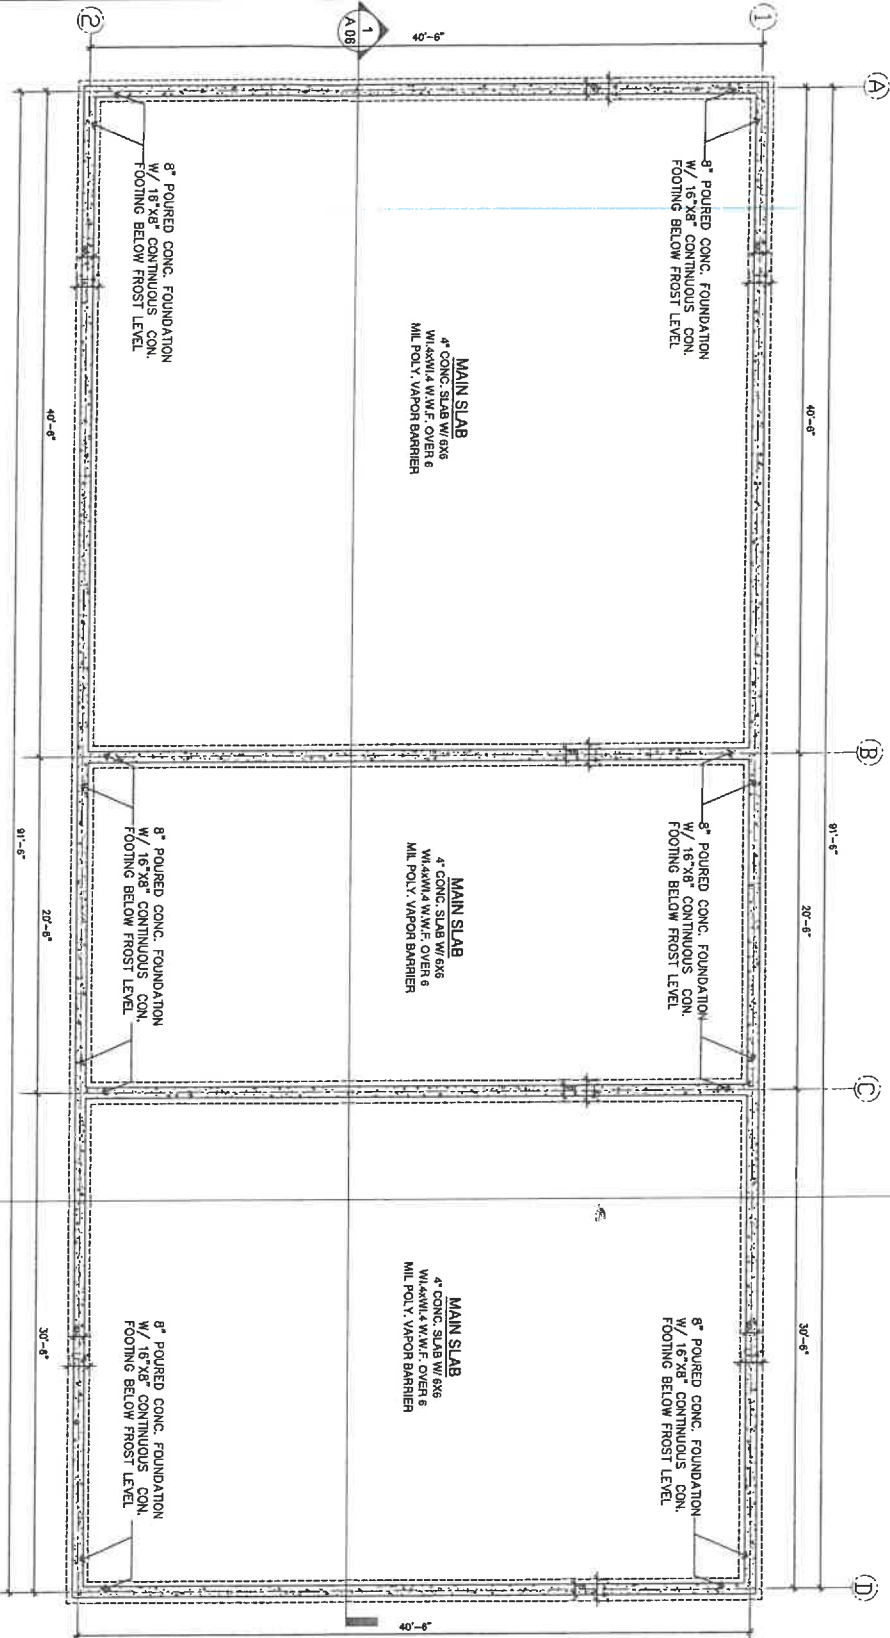 A
B
C
D
91'-6"
40'-6"
20'-6"
30'-6"
1
8" POURED CONC. FOUNDATION
W/ 16"X8" CONTINUOUS CON.
FOOTING BELOW FROST LEVEL
8" POURED CONC. FOUNDATION
W/ 16"X8" CONTINUOUS CON.
FOOTING BELOW FROST LEVEL
8" POURED CONC. FOUNDATION
W/ 16"X8" CONTINUOUS CON.
FOOTING BELOW FROST LEVEL
40'-6"
MAIN SLAB
4" CONC. SLAB W/ 6X6
WI.4xWI.4 W.W.F. OVER 6
MIL POLY. VAPOR BARRIER
MAIN SLAB
4" CONC. SLAB W/ 6X6
WI.4xWI.4 W.W.F. OVER 6
MIL POLY. VAPOR BARRIER
MAIN SLAB
4" CONC. SLAB W/ 6X6
WI.4xWI.4 W.W.F. OVER 6
MIL POLY. VAPOR BARRIER
40'-6"
1
A 06
8" POURED CONC. FOUNDATION
W/ 16"X8" CONTINUOUS CON.
FOOTING BELOW FROST LEVEL
8" POURED CONC. FOUNDATION
W/ 16"X8" CONTINUOUS CON.
FOOTING BELOW FROST LEVEL
8" POURED CONC. FOUNDATION
W/ 16"X8" CONTINUOUS CON.
FOOTING BELOW FROST LEVEL
2
40'-6"
20'-6"
30'-6"
91'-6"